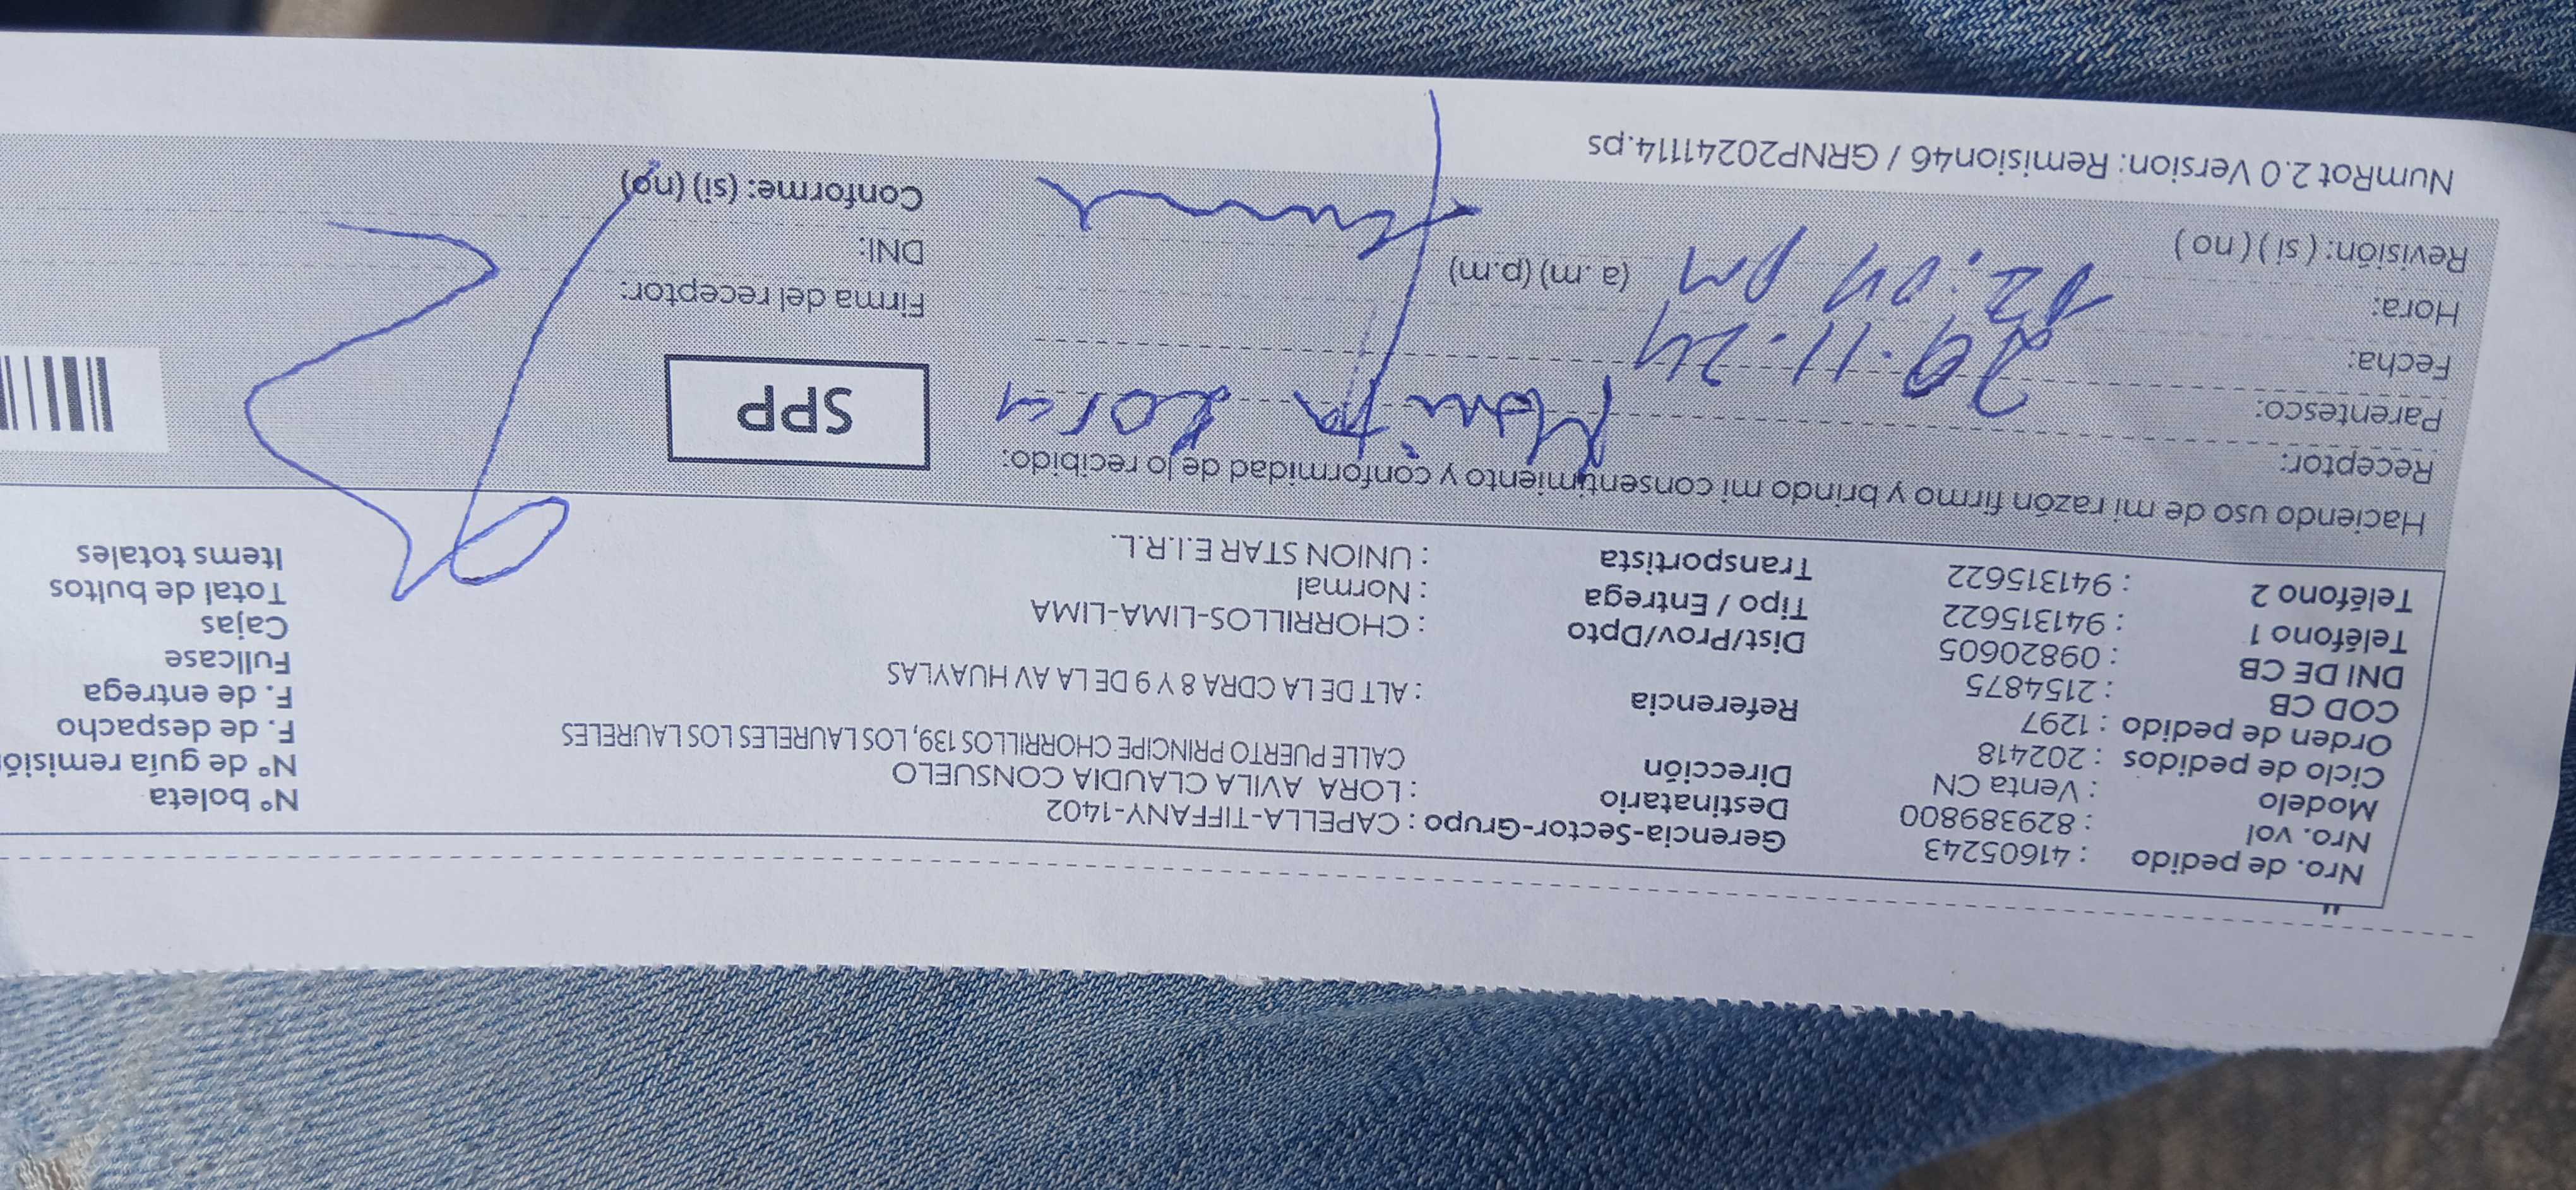 Nro. de pedido : 41605243 Gerencia-Sector-Grupo : CAPELLA-TIFFANY-1402 N° boleta
Nro. vol : 829389800 Destinatario : LORA AVILA CLAUDIA CONSUELO N° de guía remisió
Modelo : Venta CN Dirección CALLE PUERTO PRINCIPE CHORRILLOS 139, LOS LAURELES LOS LAURELES F. de despacho
Ciclo de pedidos : 202418 F. de entrega
Orden de pedido : 1297 Referencia : ALT DE LA CDRA 8 Y 9 DE LA AV HUAYLAS Fullcase
COD CB : 2154875 Cajas
DNI DE CB : 09820605 Dist/Prov/Dpto : CHORRILLOS-LIMA-LIMA Total de bultos
Teléfono 1 : 941315622 Tipo / Entrega : Normal Items totales
Teléfono 2 : 941315622 Transportista : UNION STAR E.I.R.L.
Haciendo uso de mi razón firmo y brindo mi consentimiento y conformidad de lo recibido:
Receptor: Lora
SPP
Parentesco:
Fecha: 29.11.24
Hora: 12:04 pm (a.m) (p.m) Firma del receptor:
Revisión: ( si ) ( no ) DNI:
Conforme: (si) (no)
NumRot 2.0 Version: Remision46 / GRNP20241114.ps